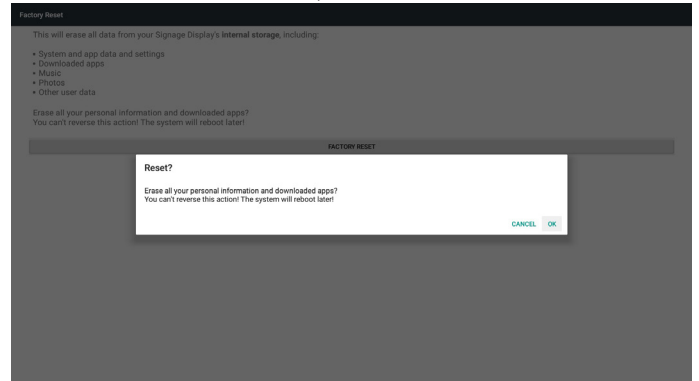 Factory Reset
This will erase all data from your Signage Display's internal storage, including:
• System and app data and settings
• Downloaded apps
• Music
• Photos
• Other user data
Erase all your personal information and downloaded apps?
You can't reverse this action! The system will reboot later!
FACTORY RESET
Reset?
Erase all your personal information and downloaded apps?
You can't reverse this action! The system will reboot later!
CANCEL OK